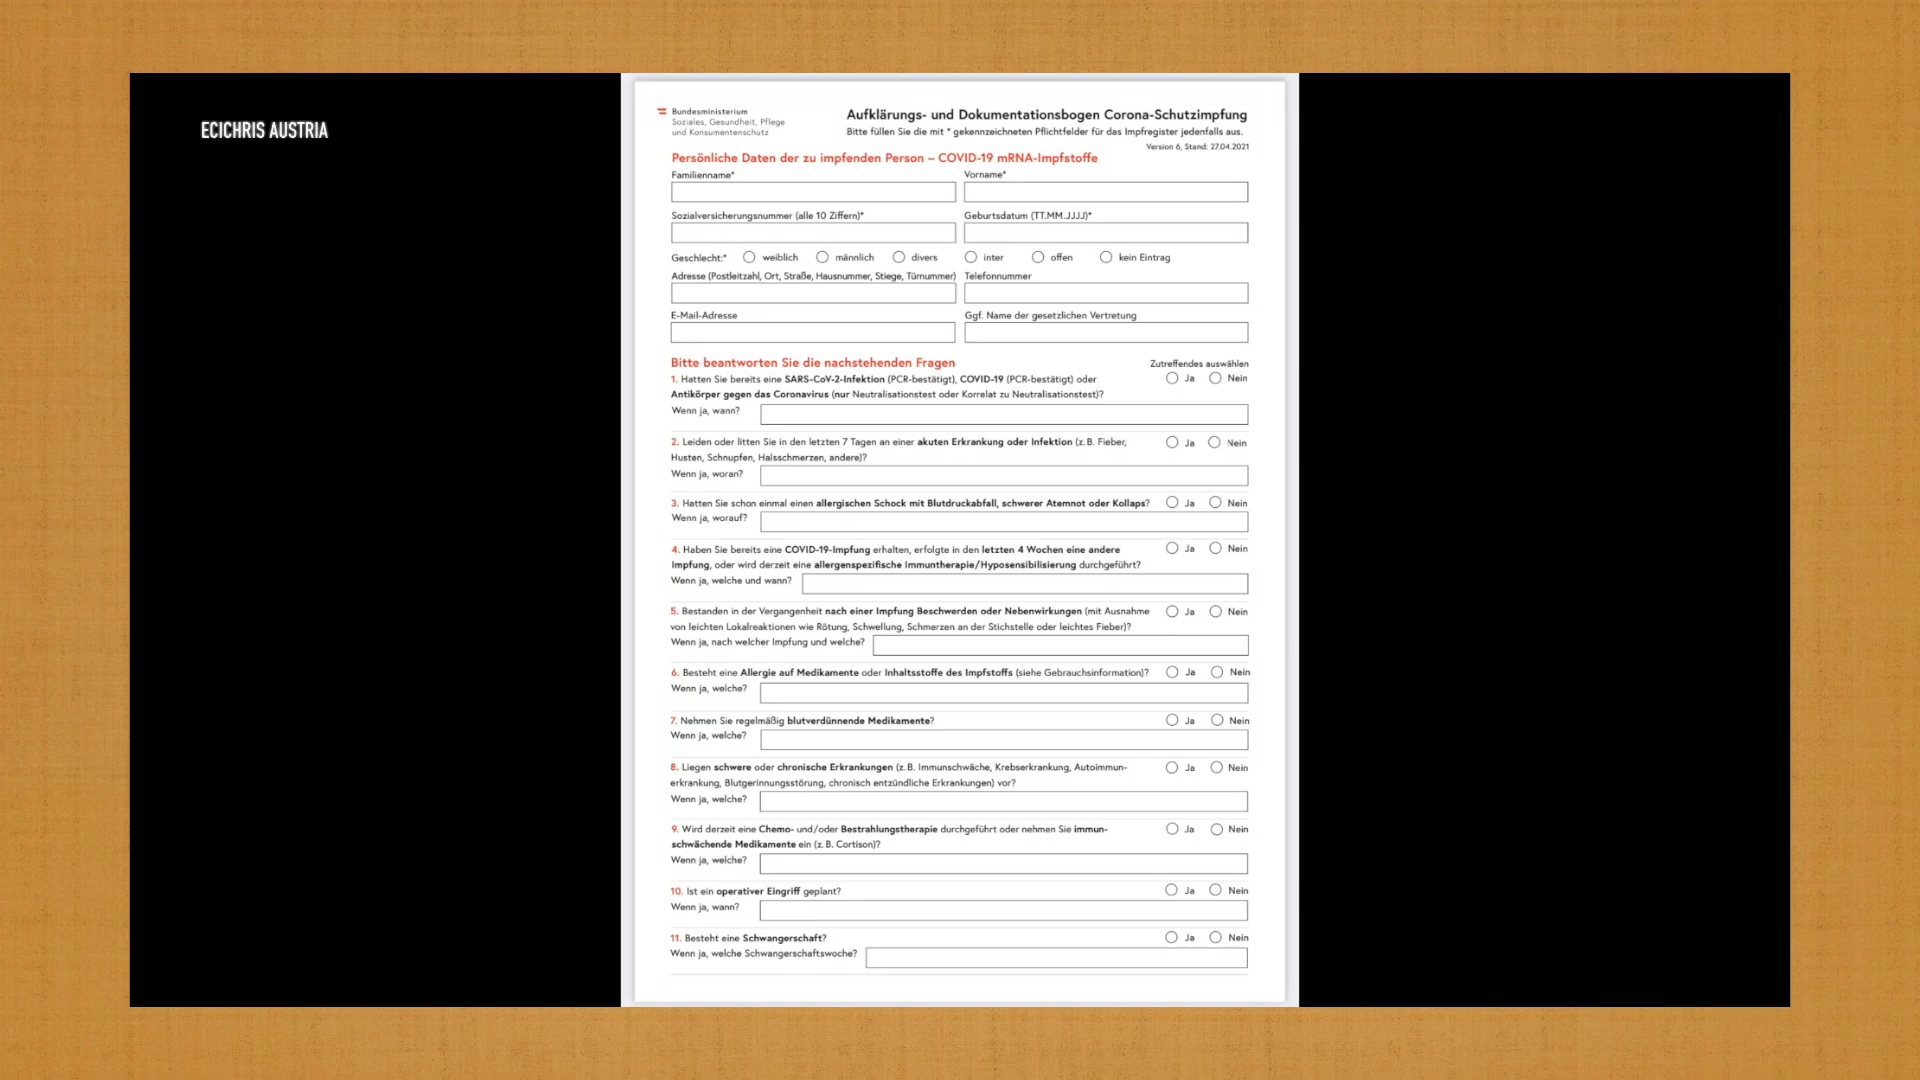 ECICHRIS AUSTRIA
Bundesministerium
Soziales, Gesundheit, Pflege
und Konsumentenschutz
Aufklärungs- und Dokumentationsbogen Corona-Schutzimpfung
Bitte füllen Sie die mit * gekennzeichneten Pflichtfelder für das Impfregister jedenfalls aus.
Version 6, Stand: 27.04.2021
Persönliche Daten der zu impfenden Person – COVID-19 mRNA-Impfstoffe
Familienname* Vorname*
Sozialversicherungsnummer (alle 10 Ziffern)* Geburtsdatum (TT.MM.JJJJ)*
Geschlecht:* weiblich männlich divers inter offen kein Eintrag
Adresse (Postleitzahl, Ort, Straße, Hausnummer, Stiege, Türnummer) Telefonnummer
E-Mail-Adresse Ggf. Name der gesetzlichen Vertretung
Bitte beantworten Sie die nachstehenden Fragen Zutreffendes auswählen
1. Hatten Sie bereits eine SARS-CoV-2-Infektion (PCR-bestätigt), COVID-19 (PCR-bestätigt) oder Ja Nein
Antikörper gegen das Coronavirus (nur Neutralisationstest oder Korrelat zu Neutralisationstest)?
Wenn ja, wann?
2. Leiden oder litten Sie in den letzten 7 Tagen an einer akuten Erkrankung oder Infektion (z. B. Fieber, Ja Nein
Husten, Schnupfen, Halsschmerzen, andere)?
Wenn ja, woran?
3. Hatten Sie schon einmal einen allergischen Schock mit Blutdruckabfall, schwerer Atemnot oder Kollaps? Ja Nein
Wenn ja, worauf?
4. Haben Sie bereits eine COVID-19-Impfung erhalten, erfolgte in den letzten 4 Wochen eine andere Ja Nein
Impfung, oder wird derzeit eine allergenspezifische Immuntherapie/Hyposensibilisierung durchgeführt?
Wenn ja, welche und wann?
5. Bestanden in der Vergangenheit nach einer Impfung Beschwerden oder Nebenwirkungen (mit Ausnahme Ja Nein
von leichten Lokalreaktionen wie Rötung, Schwellung, Schmerzen an der Stichstelle oder leichtes Fieber)?
Wenn ja, nach welcher Impfung und welche?
6. Besteht eine Allergie auf Medikamente oder Inhaltsstoffe des Impfstoffs (siehe Gebrauchsinformation)? Ja Nein
Wenn ja, welche?
7. Nehmen Sie regelmäßig blutverdünnende Medikamente? Ja Nein
Wenn ja, welche?
8. Liegen schwere oder chronische Erkrankungen (z. B. Immunschwäche, Krebserkrankung, Autoimmun- Ja Nein
erkrankung, Blutgerinnungsstörung, chronisch entzündliche Erkrankungen) vor?
Wenn ja, welche?
9. Wird derzeit eine Chemo- und/oder Bestrahlungstherapie durchgeführt oder nehmen Sie immun- Ja Nein
schwächende Medikamente ein (z. B. Cortison)?
Wenn ja, welche?
10. Ist ein operativer Eingriff geplant? Ja Nein
Wenn ja, wann?
11. Besteht eine Schwangerschaft? Ja Nein
Wenn ja, welche Schwangerschaftswoche?